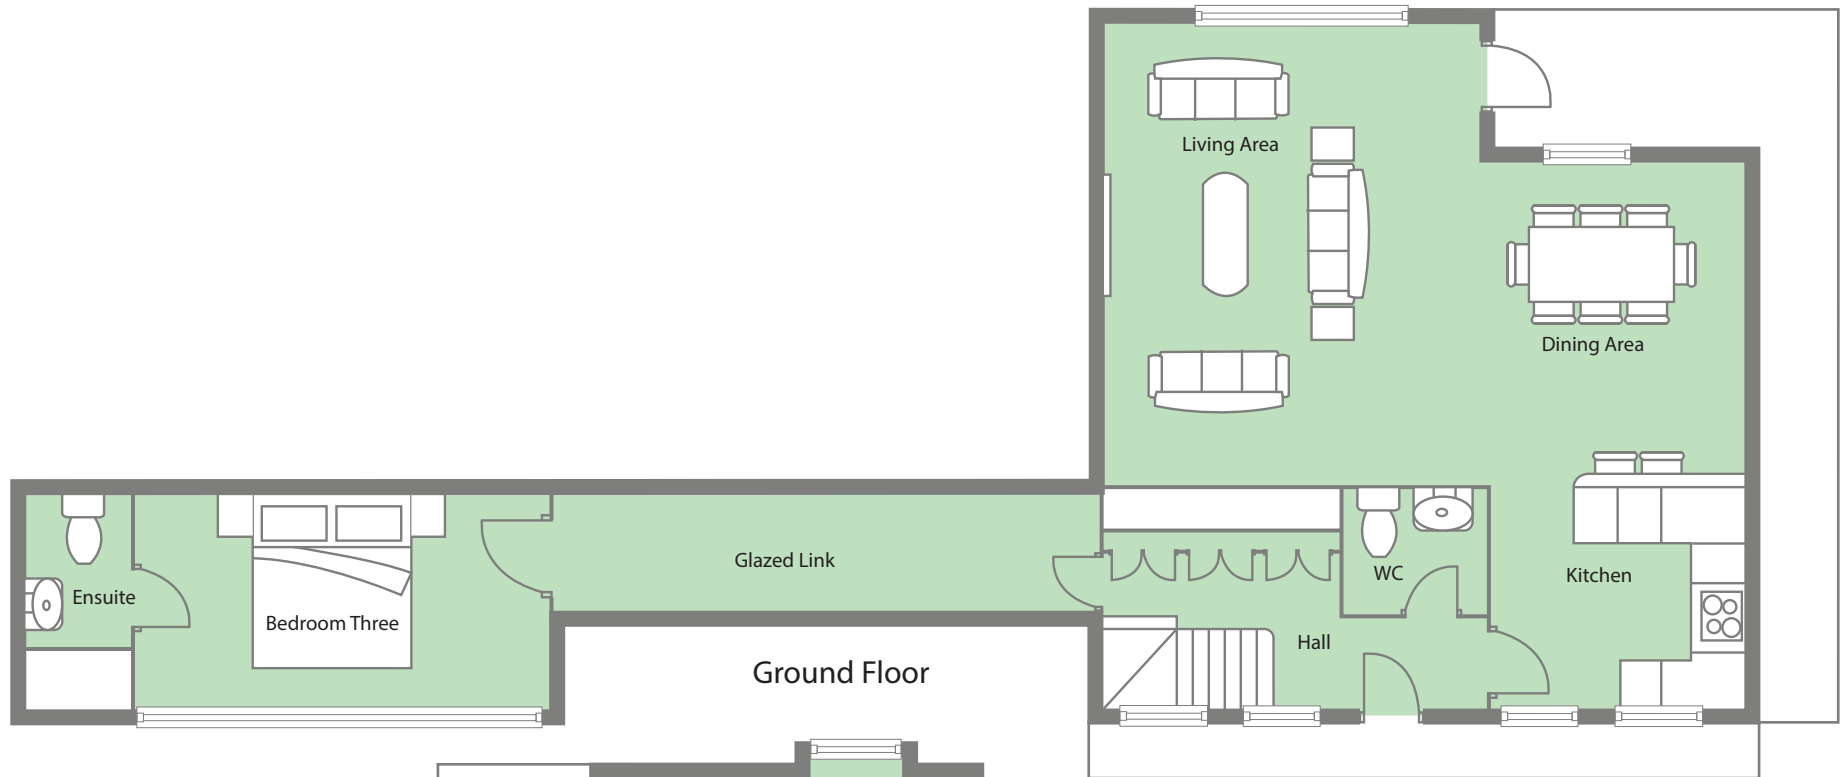 Living Area
Dining Area
Glazed Link
WC
Kitchen
Ensuite
Bedroom Three
Hall
Ground Floor